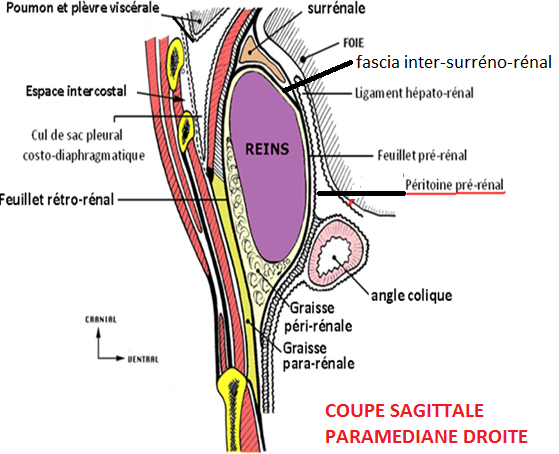 Poumon et plèvre viscérale
surrénale
FOIE
fascia inter-surréno-rénal
Espace intercostal
Ligament hépato-rénal
Cul de sac pleural
costo-diaphragmatique
REINS
Feuillet pré-rénal
Péritoine pré-rénal
Feuillet rétro-rénal
angle colique
Graisse
péri-rénale
CRANIAL
VENTRAL
Graisse
para-rénale
COUPE SAGITTALE
PARAMEDIANE DROITE